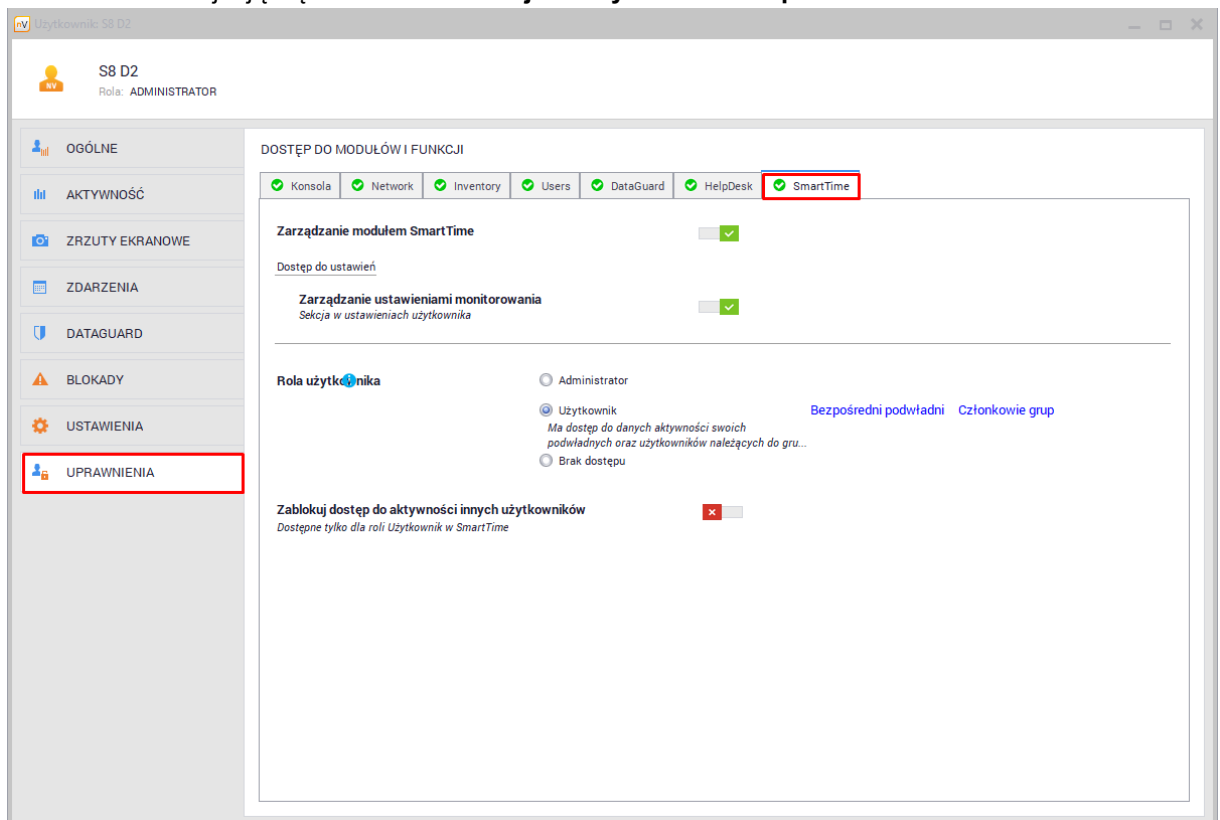 Użytkownik: S8 D2
S8 D2
Rola: ADMINISTRATOR
OGÓLNE
AKTYWNOŚĆ
ZRZUTY EKRANOWE
ZDARZENIA
DATAGUARD
BLOKADY
USTAWIENIA
UPRAWNIENIA
DOSTĘP DO MODUŁÓW I FUNKCJI
Konsola Network Inventory Users DataGuard HelpDesk SmartTime
Zarządzanie modułem SmartTime
Dostęp do ustawień
Zarządzanie ustawieniami monitorowania
Sekcja w ustawieniach użytkownika
Rola użytkownika
Administrator
Użytkownik Bezpośredni podwładni Członkowie grup
Ma dostęp do danych aktywności swoich
podwładnych oraz użytkowników należących do gru...
Brak dostępu
Zablokuj dostęp do aktywności innych użytkowników
Dostępne tylko dla roli Użytkownik w SmartTime